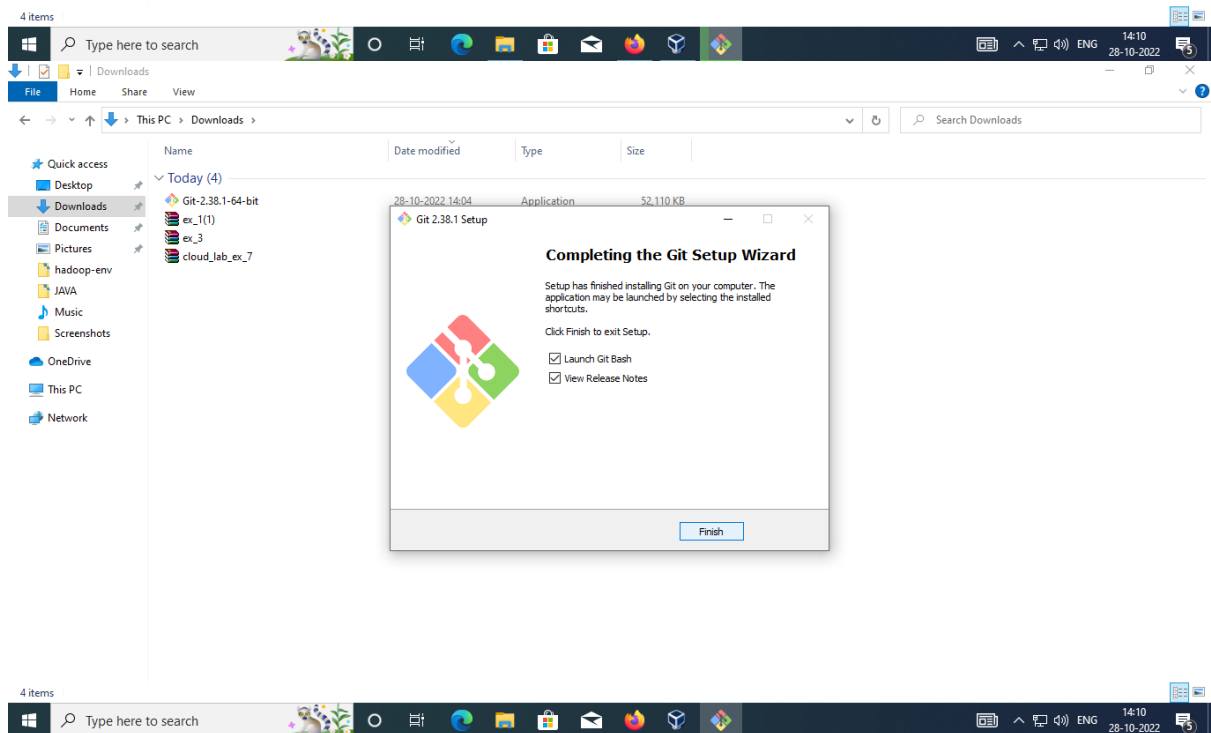 4 items
Type here to search
ENG
14:10
28-10-2022
5
Downloads
File Home Share View
This PC > Downloads >
Search Downloads
Name Date modified Type Size
Quick access
Desktop
Downloads
Documents
Pictures
hadoop-env
JAVA
Music
Screenshots
OneDrive
This PC
Network
Today (4)
Git-2.38.1-64-bit 28-10-2022 14:04 Application 52,110 KB
ex_1(1)
ex_3
cloud_lab_ex_7
Git 2.38.1 Setup
Completing the Git Setup Wizard
Setup has finished installing Git on your computer. The
application may be launched by selecting the installed
shortcuts.
Click Finish to exit Setup.
Launch Git Bash
View Release Notes
Finish
4 items
Type here to search
ENG
14:10
28-10-2022
5